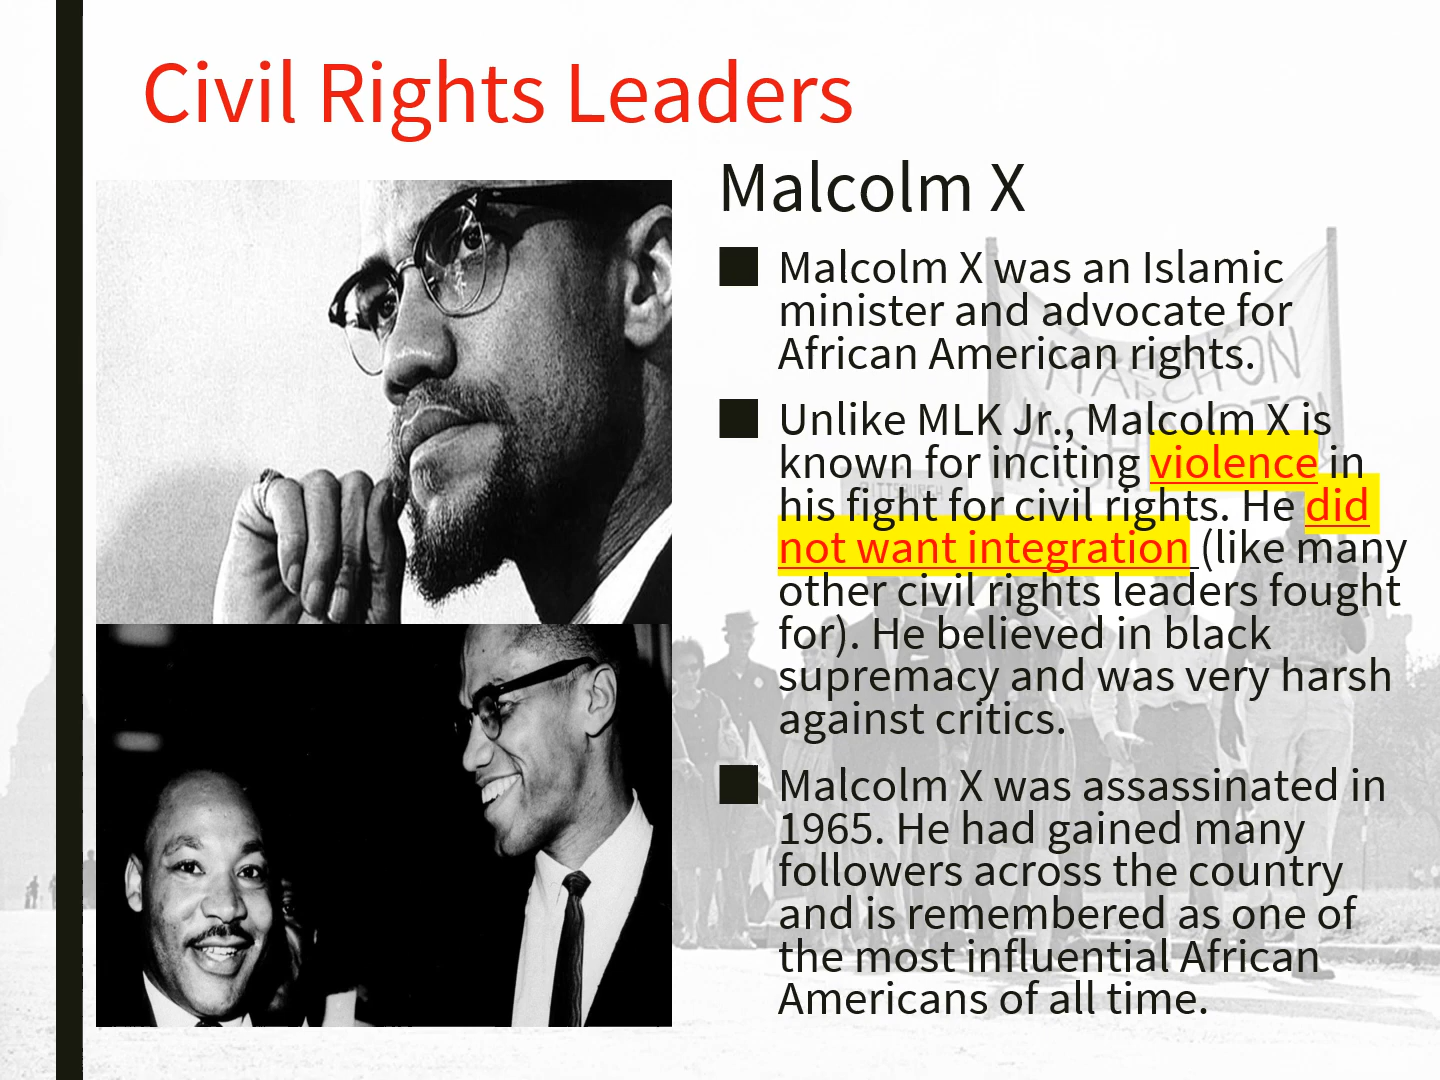 Civil Rights Leaders
Malcolm X
Malcolm X was an Islamic
minister and advocate for
African American rights.
Unlike MLK Jr., Malcolm X is
known for inciting violence in
his fight for civil rights. He did
not want integration (like many
other civil rights leaders fought
for). He believed in black
supremacy and was very harsh
against critics.
Malcolm X was assassinated in
1965. He had gained many
followers across the country
and is remembered as one of
the most influential African
Americans of all time.